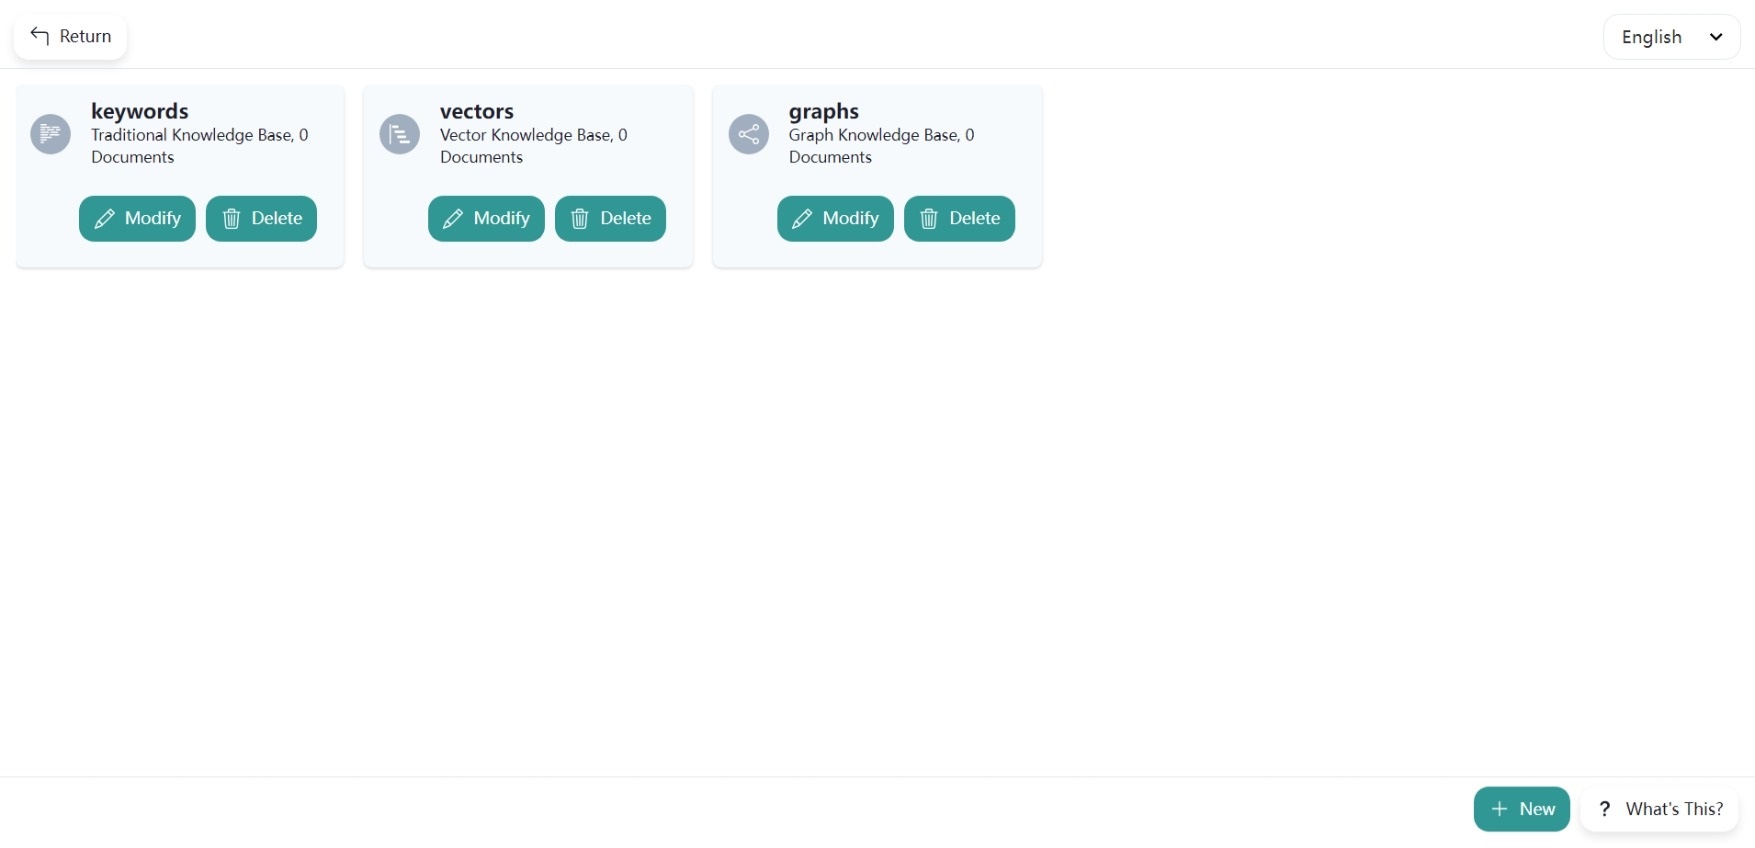 Return
English
keywords
Traditional Knowledge Base, 0
Documents
Modify
Delete
vectors
Vector Knowledge Base, 0
Documents
Modify
Delete
graphs
Graph Knowledge Base, 0
Documents
Modify
Delete
New
? What's This?